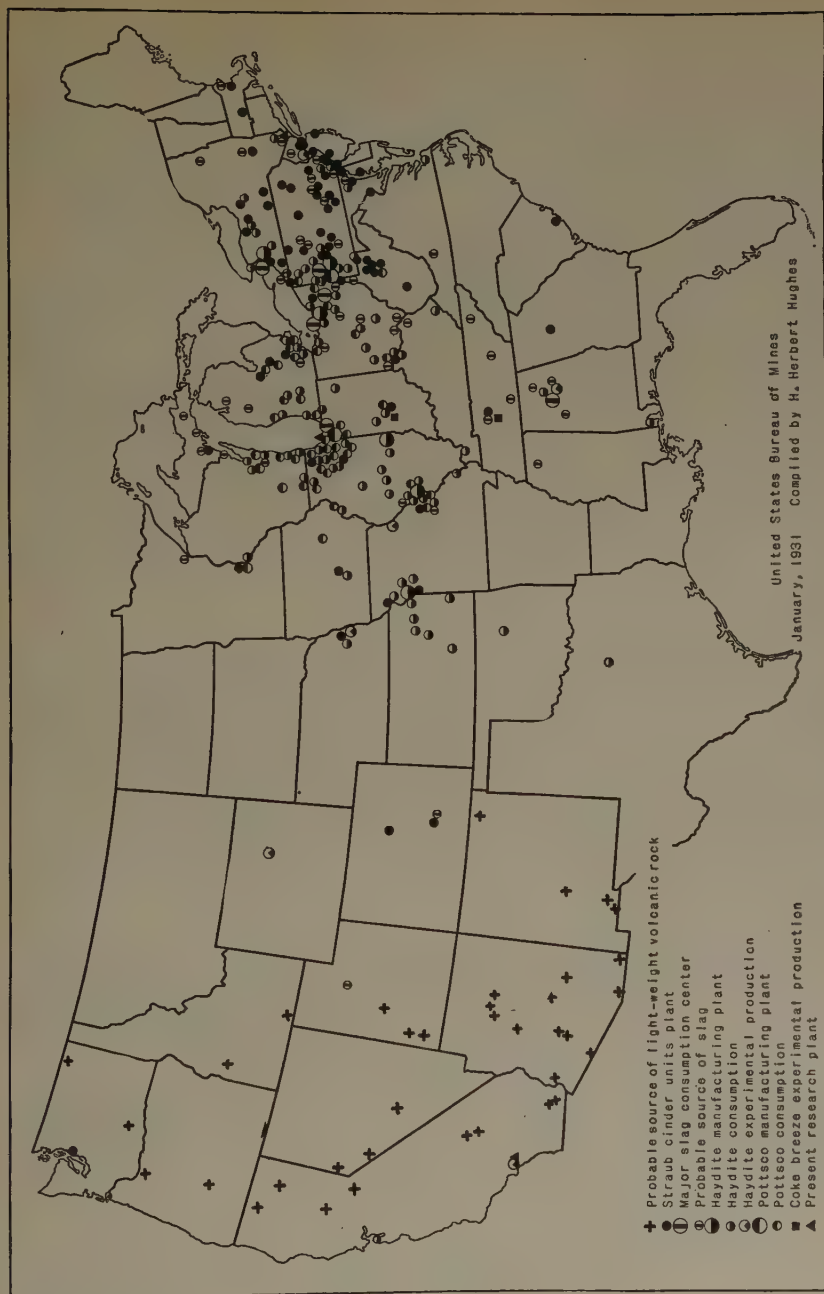 Probable source of light-weight volcanic rock
Straub cinder units plant
Major slag consumption center
Probable source of slag
Haydite manufacturing plant
Haydite consumption
Haydite experimental production
Pottsco manufacturing plant
Pottsco consumption
Coke breeze experimental production
Present research plant
United States Bureau of Mines
January, 1931 Compiled by H. Herbert Hughes